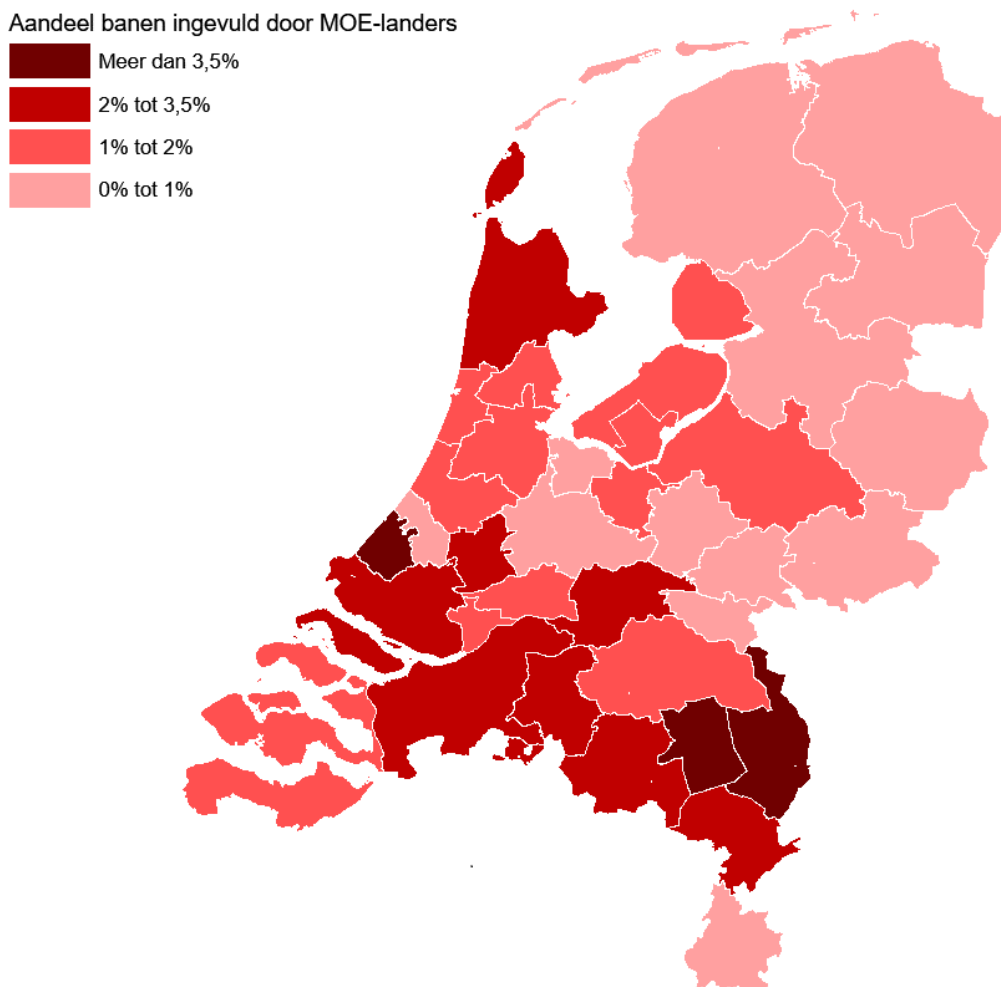 Aandeel banen ingevuld door MOE-landers
Meer dan 3,5%
2% tot 3,5%
1% tot 2%
0% tot 1%